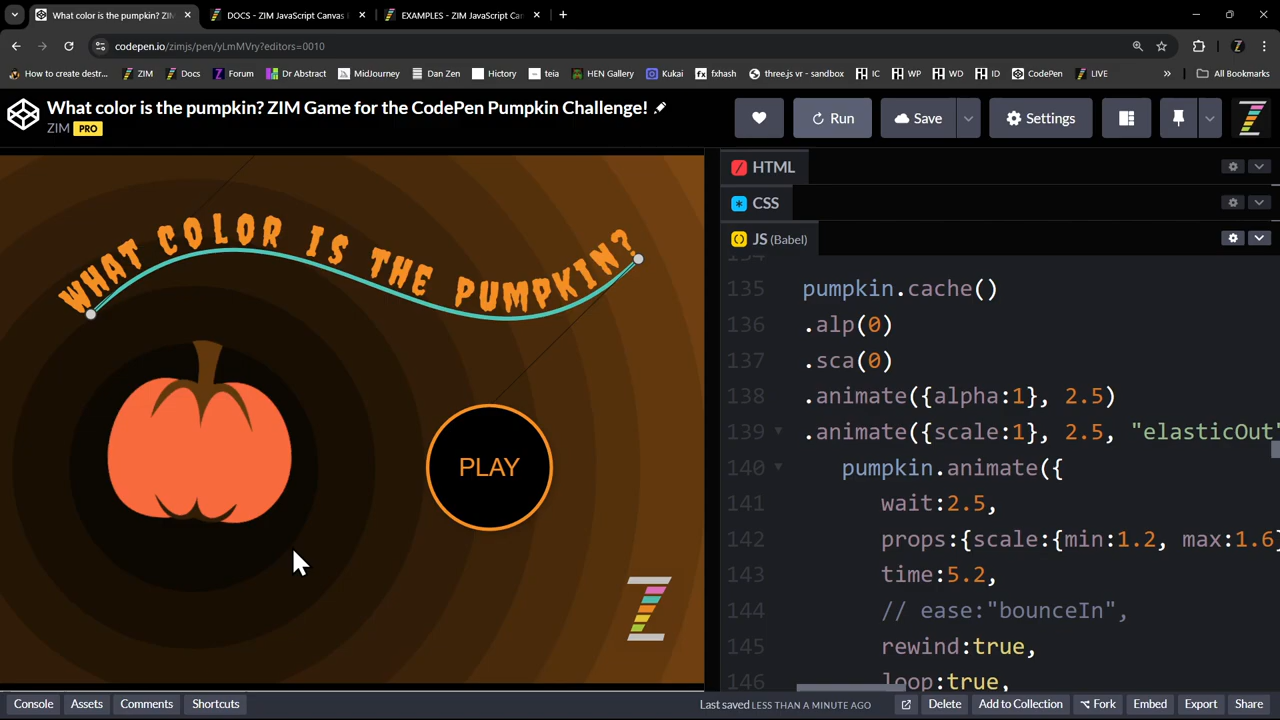 What color is the pumpkin? ZIM
DOCS - ZIM JavaScript Canvas
EXAMPLES - ZIM JavaScript Can
codepen.io/zimjs/pen/yLmMVry?editors=0010
How to create destr...
ZIM
Docs
Forum
Dr Abstract
MidJourney
Dan Zen
Hictory
teia
HEN Gallery
Kukai
fxhash
three.js vr - sandbox
IC
WP
WD
ID
CodePen
LIVE
All Bookmarks
What color is the pumpkin? ZIM Game for the CodePen Pumpkin Challenge!
ZIM PRO
Run
Save
Settings
WHAT COLOR IS THE PUMPKIN?
PLAY
HTML
CSS
JS (Babel)
135 pumpkin.cache()
136 .alp(0)
137 .sca(0)
138 .animate({alpha:1}, 2.5)
139 .animate({scale:1}, 2.5, "elasticOut"
140 pumpkin.animate({
141 wait:2.5,
142 props:{scale:{min:1.2, max:1.6
143 time:5.2,
144 // ease:"bounceIn",
145 rewind:true,
146 loop:true,
Console
Assets
Comments
Shortcuts
Last saved LESS THAN A MINUTE AGO
Delete
Add to Collection
Fork
Embed
Export
Share